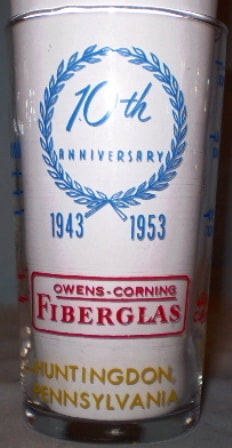 10th
ANNIVERSARY
1943 1953
OWENS-CORNING
FIBERGLAS
HUNTINGDON,
PENNSYLVANIA